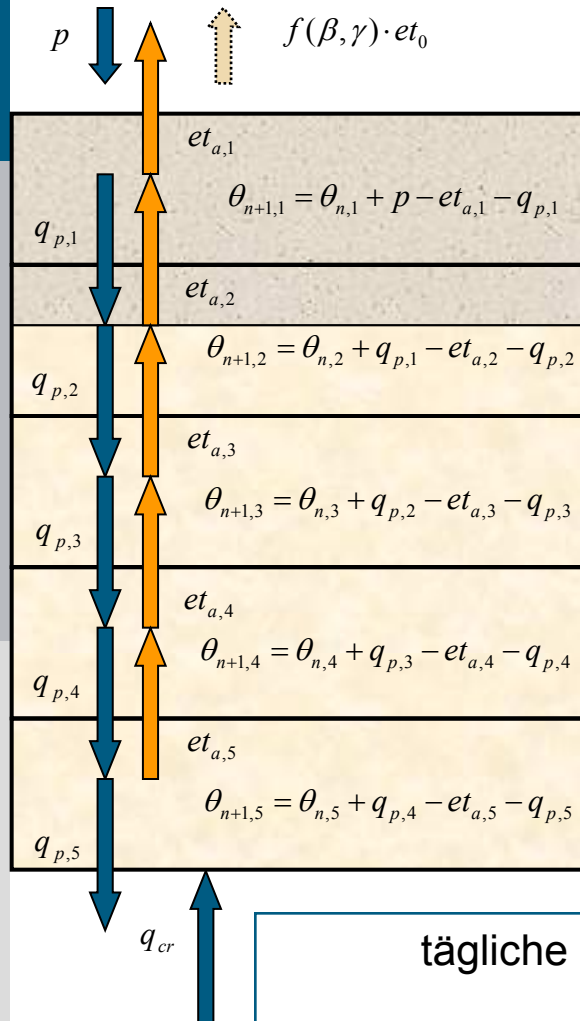 p f(β,γ)·et₀
et_{a,1}
θ_{n+1,1} = θ_{n,1} + p − et_{a,1} − q_{p,1}
q_{p,1}
et_{a,2}
θ_{n+1,2} = θ_{n,2} + q_{p,1} − et_{a,2} − q_{p,2}
q_{p,2}
et_{a,3}
θ_{n+1,3} = θ_{n,3} + q_{p,2} − et_{a,3} − q_{p,3}
q_{p,3}
et_{a,4}
θ_{n+1,4} = θ_{n,4} + q_{p,3} − et_{a,4} − q_{p,4}
q_{p,4}
et_{a,5}
θ_{n+1,5} = θ_{n,5} + q_{p,4} − et_{a,5} − q_{p,5}
q_{p,5}
q_{cr}
tägliche